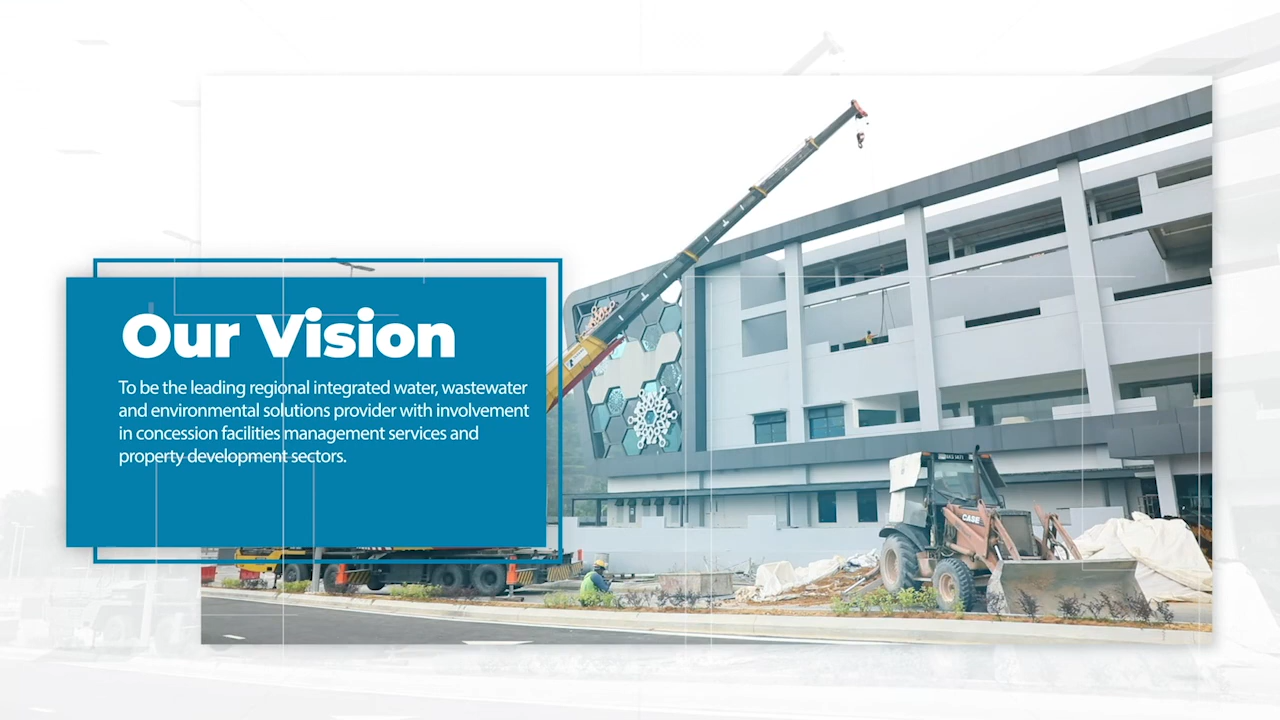 Our Vision
To be the leading regional integrated water, wastewater
and environmental solutions provider with involvement
in concession facilities management services and
property development sectors.
CASE